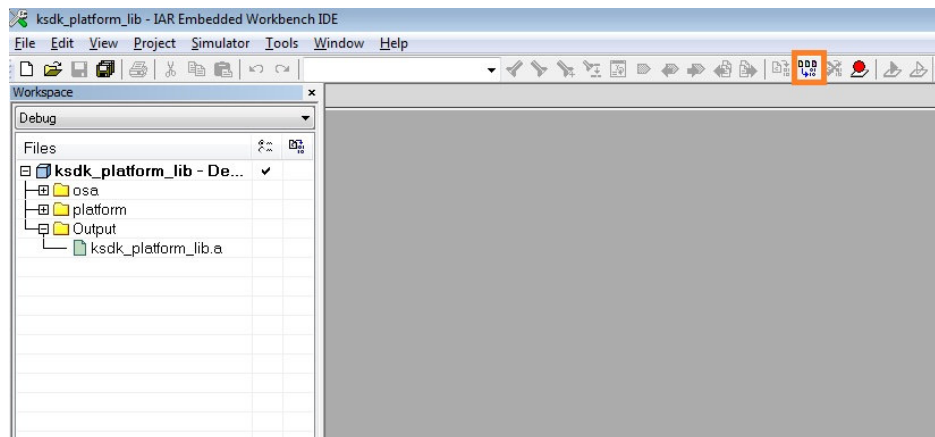 ksdk_platform_lib - IAR Embedded Workbench IDE
File Edit View Project Simulator Tools Window Help
Workspace x
Debug
Files
ksdk_platform_lib - De...
osa
platform
Output
ksdk_platform_lib.a